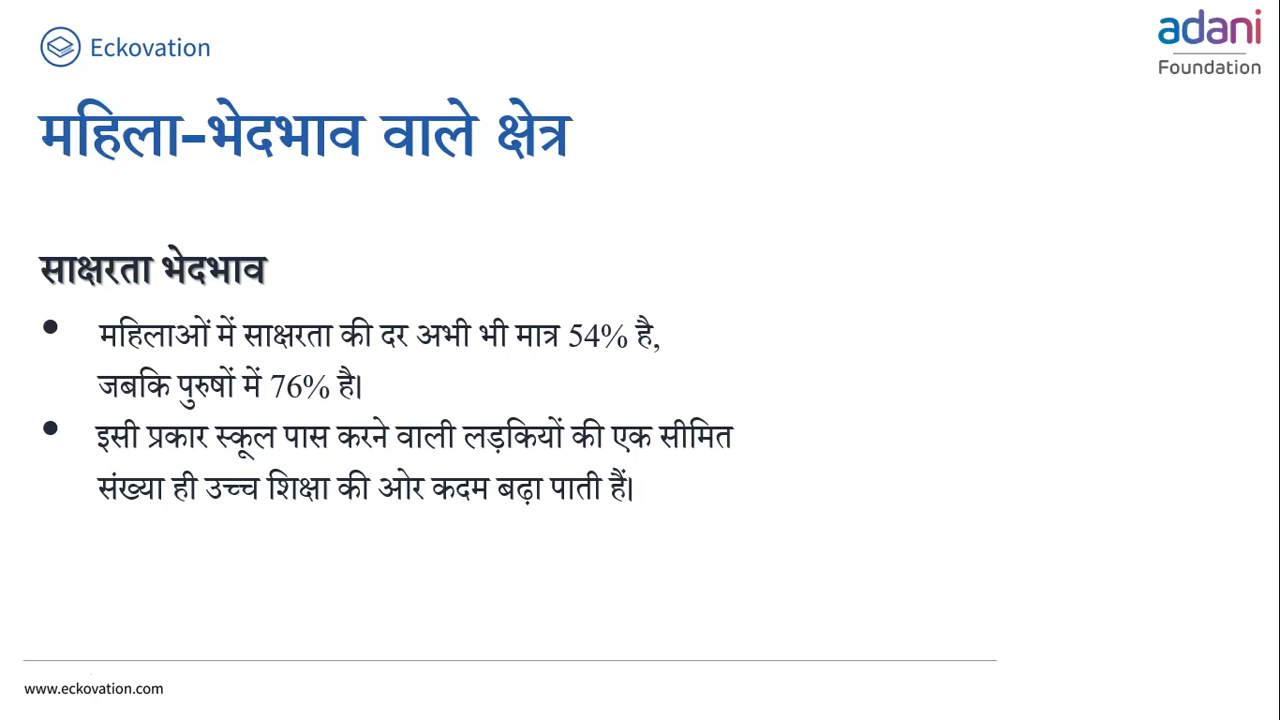 Eckovation
adani
Foundation
महिला-भेदभाव वाले क्षेत्र
साक्षरता भेदभाव
• महिलाओं में साक्षरता की दर अभी भी मात्र 54% है,
जबकि पुरुषों में 76% है।
• इसी प्रकार स्कूल पास करने वाली लड़कियों की एक सीमित
संख्या ही उच्च शिक्षा की ओर कदम बढ़ा पाती हैं।
www.eckovation.com